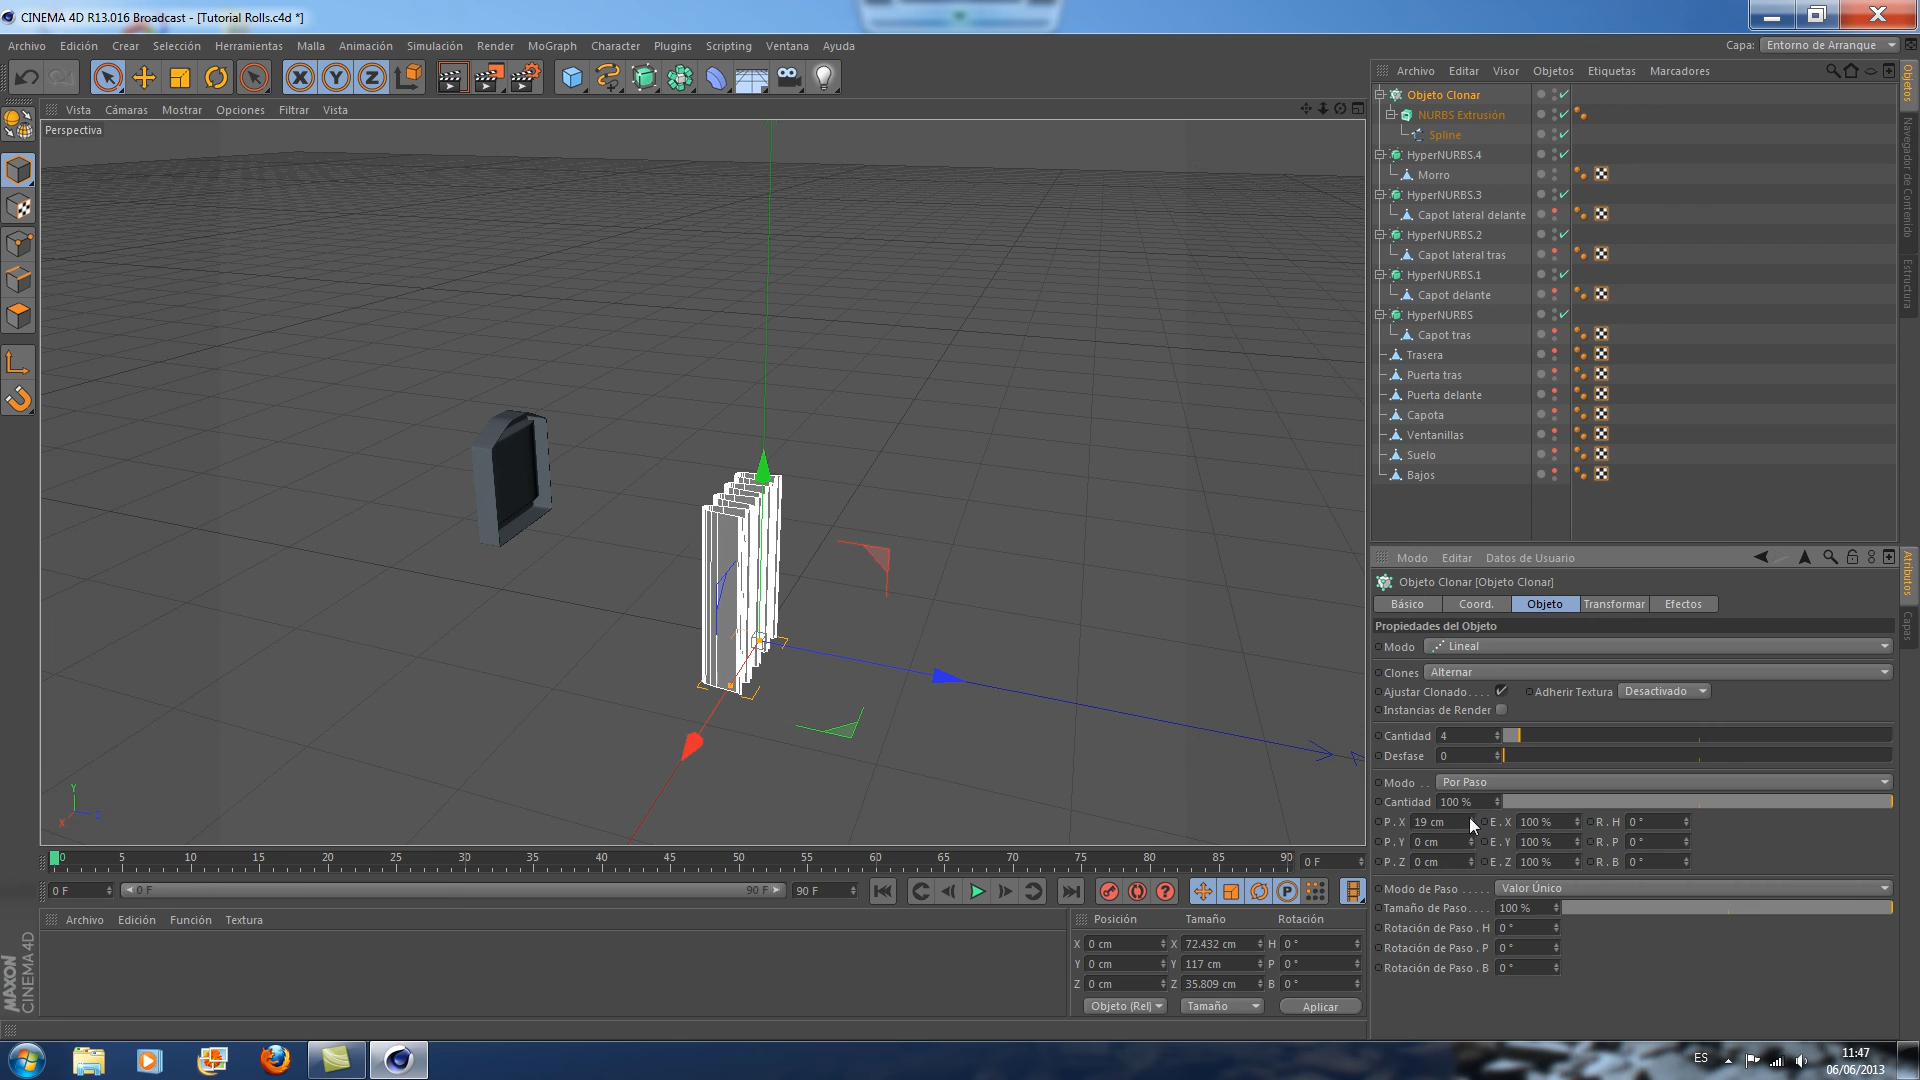 CINEMA 4D R13.016 Broadcast - [Tutorial Rolls.c4d *]
Archivo Edición Crear Selección Herramientas Malla Animación Simulación Render MoGraph Character Plugins Scripting Ventana Ayuda
Capa: Entorno de Arranque
X Y Z
Vista Cámaras Mostrar Opciones Filtrar Vista
Perspectiva
Archivo Editar Visor Objetos Etiquetas Marcadores
Objeto Clonar
NURBS Extrusión
Spline
HyperNURBS.4
Morro
HyperNURBS.3
Capot lateral delante
HyperNURBS.2
Capot lateral tras
HyperNURBS.1
Capot delante
HyperNURBS
Capot tras
Trasera
Puerta tras
Puerta delante
Capota
Ventanillas
Suelo
Bajos
Objetos
Navegador de Contenido
Estructura
Modo Editar Datos de Usuario
Objeto Clonar [Objeto Clonar]
Básico Coord. Objeto Transformar Efectos
Propiedades del Objeto
Modo Lineal
Clones Alternar
Ajustar Clonado.... Adherir Textura Desactivado
Instancias de Render
Cantidad 4
Desfase 0
Modo .. Por Paso
Cantidad 100 %
P . X 19 cm E . X 100 % R . H 0 °
P . Y 0 cm E . Y 100 % R . P 0 °
P . Z 0 cm E . Z 100 % R . B 0 °
Modo de Paso ..... Valor Único
Tamaño de Paso.... 100 %
Rotación de Paso . H 0 °
Rotación de Paso . P 0 °
Rotación de Paso . B 0 °
Atributos
Capas
Y
X
Z
0 5 10 15 20 25 30 35 40 45 50 55 60 65 70 75 80 85 90 0 F
0 F 0 F 90 F 90 F
P
Archivo Edición Función Textura
Posición Tamaño Rotación
X 0 cm X 72.432 cm H 0 °
Y 0 cm Y 117 cm P 0 °
Z 0 cm Z 35.809 cm B 0 °
Objeto (Rel) Tamaño Aplicar
MAXON
CINEMA 4D
ES
11:47
06/06/2013